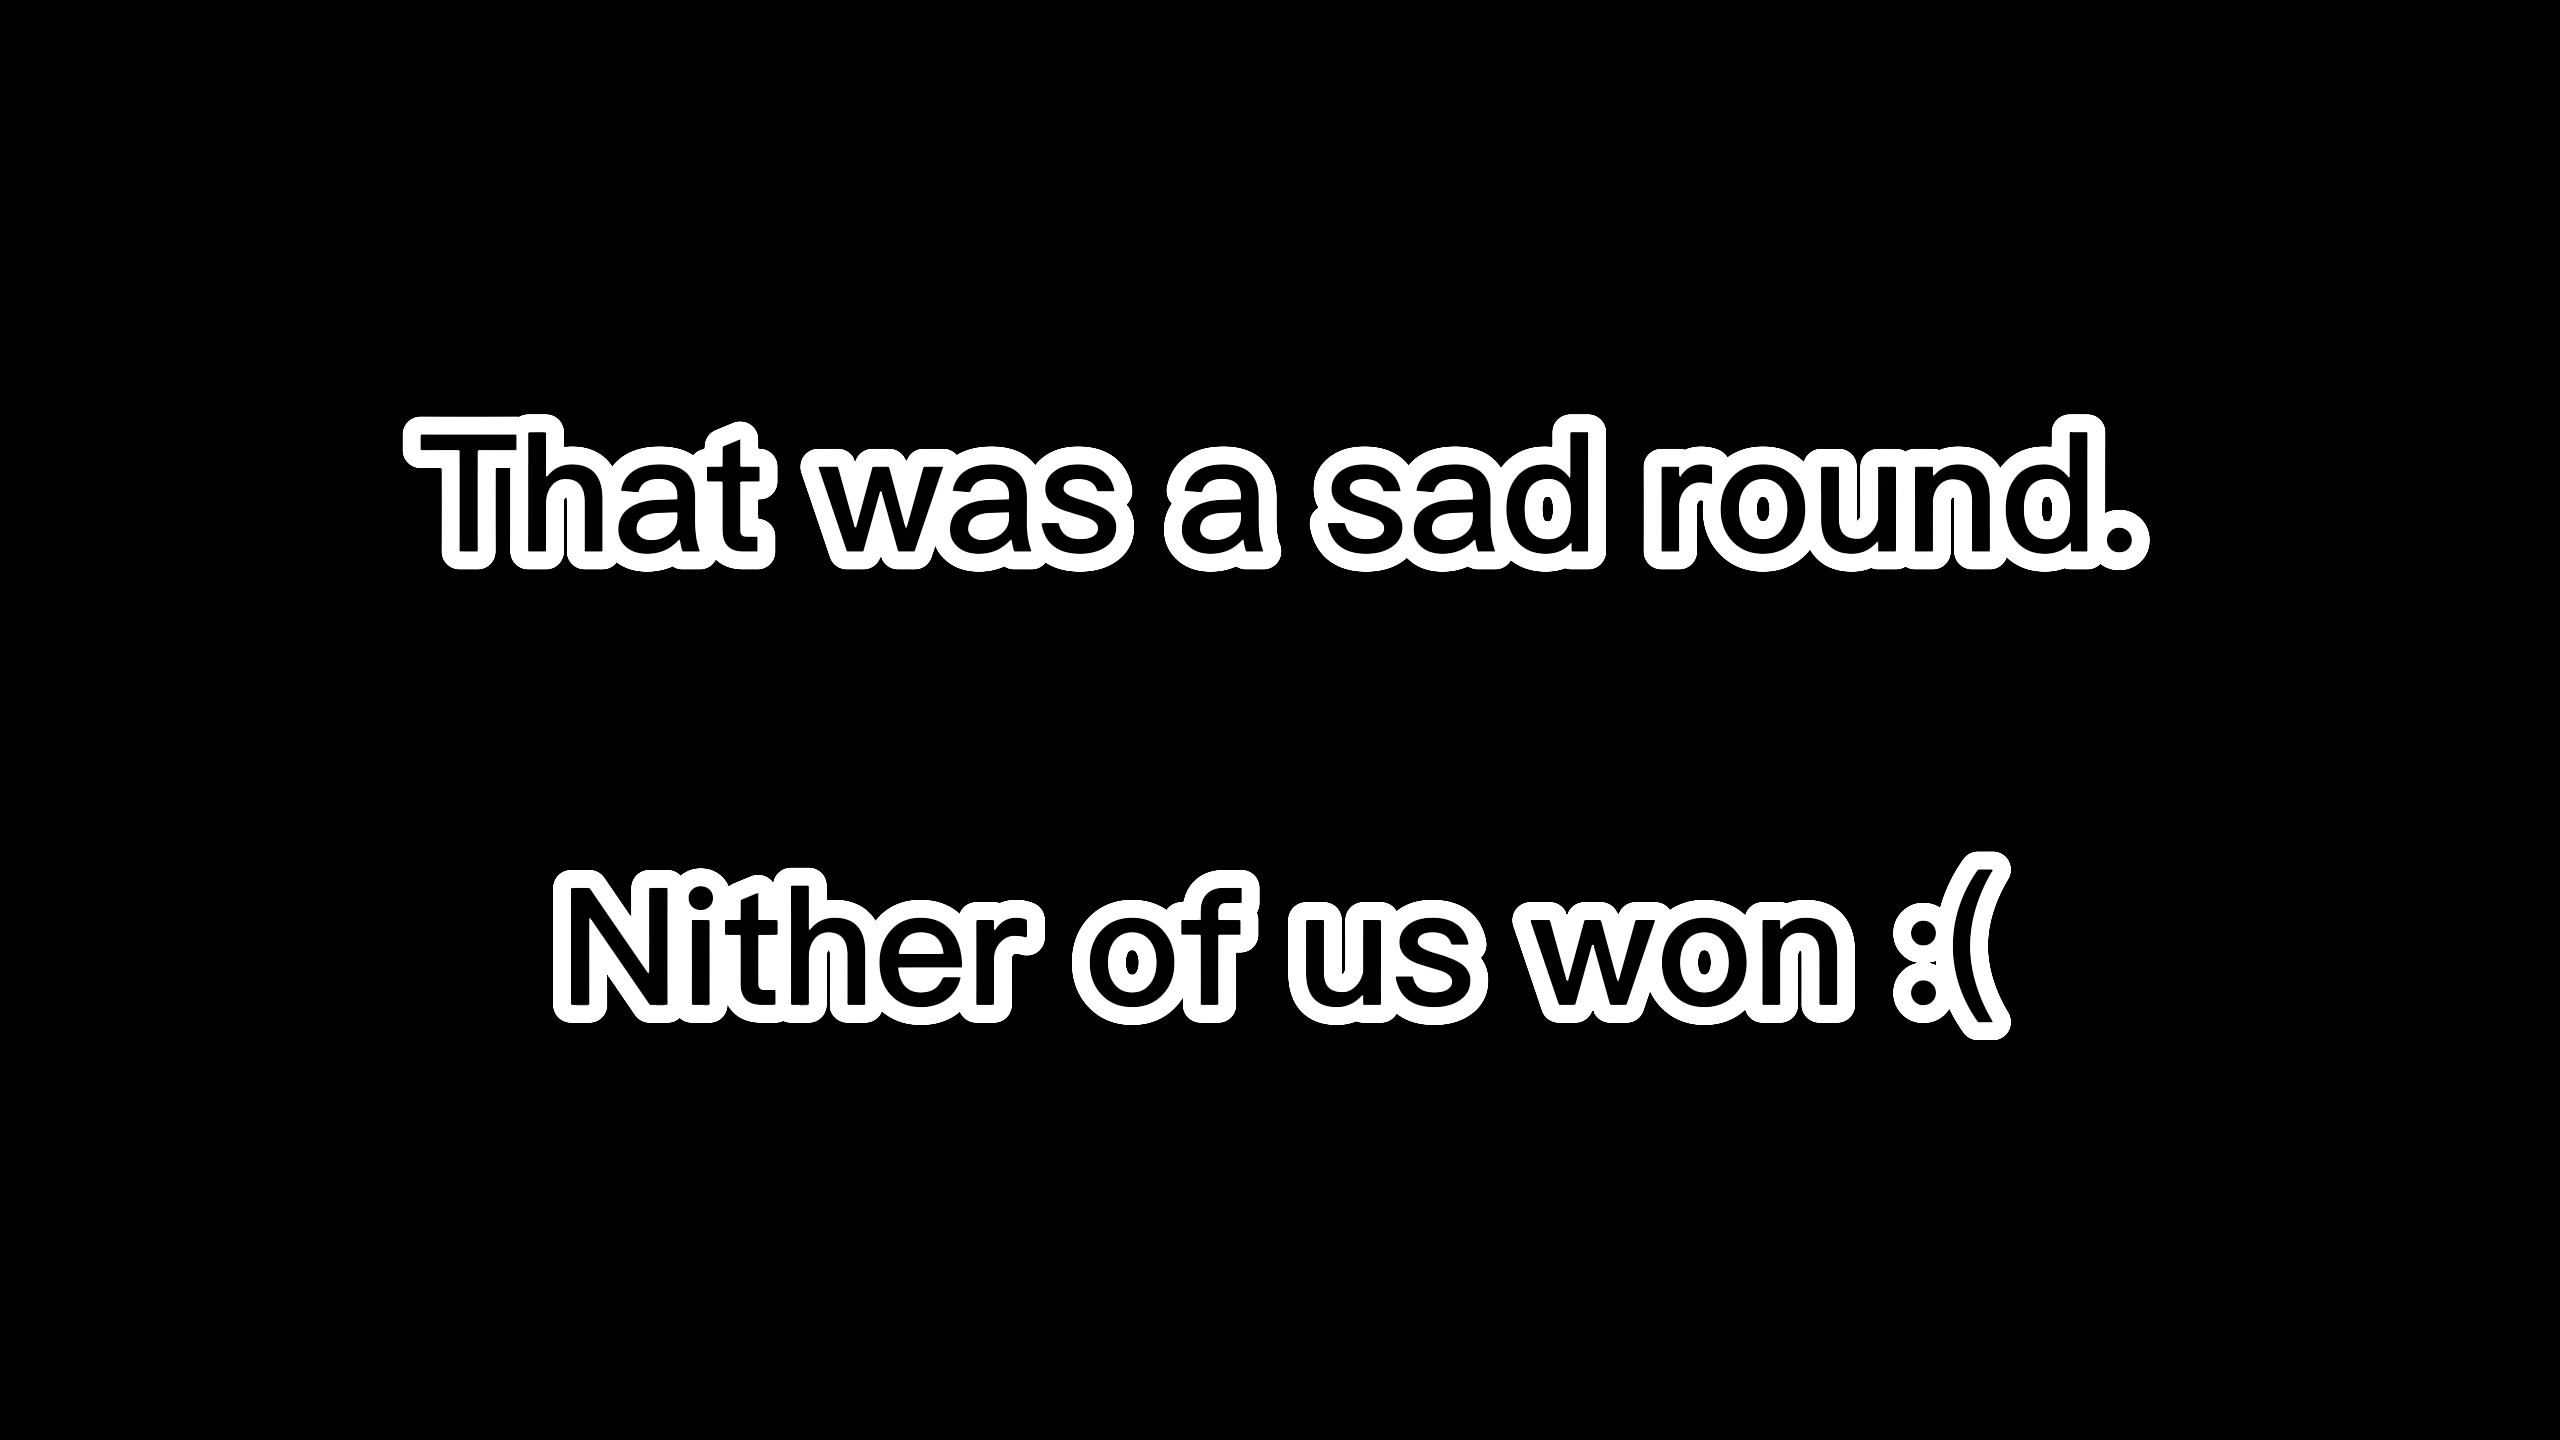 That was a sad round.
Nither of us won :(